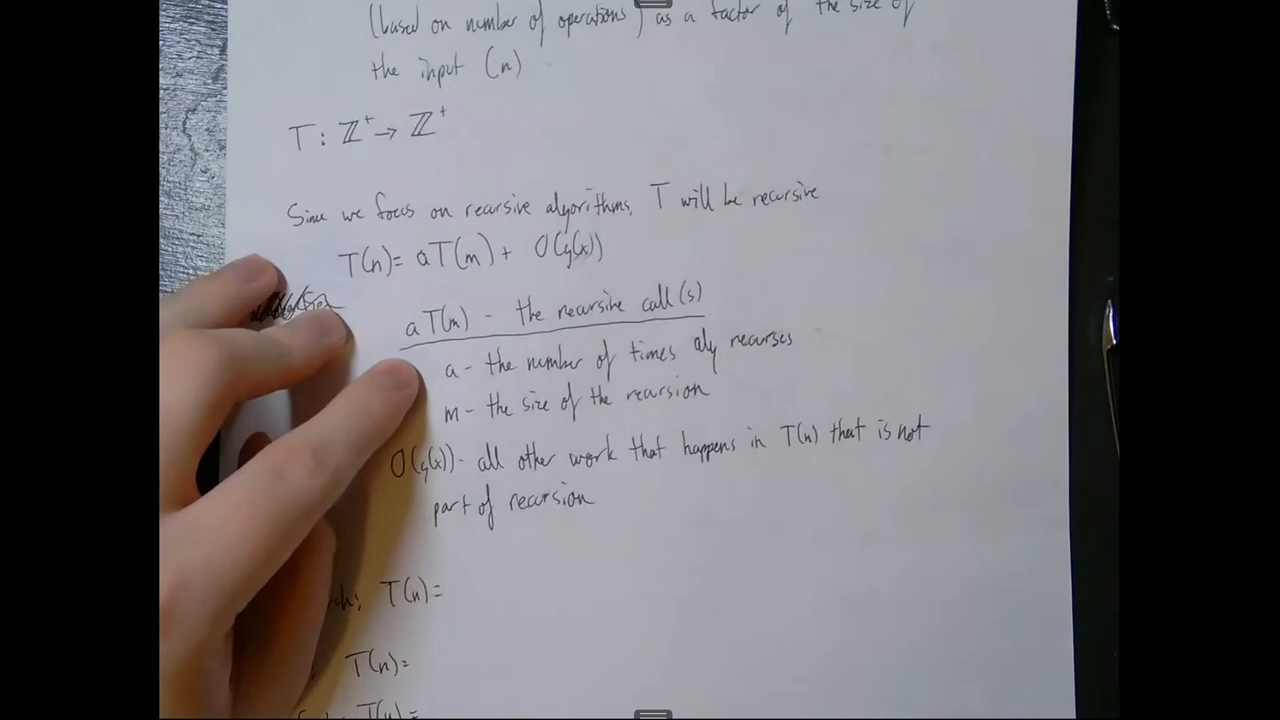 (based on number of operations) as a factor of the size of
the input (n)
T: ℤ⁺ → ℤ⁺
Since we focus on recursive algorithms, T will be recursive
T(n)= aT(m) + O(g(x))
aT(m) - the recursive call(s)
a - the number of times alg recurses
m - the size of the recursion
O(g(x)) - all other work that happens in T(n) that is not
part of recursion
T(n)=
T(n)=
T(n)=